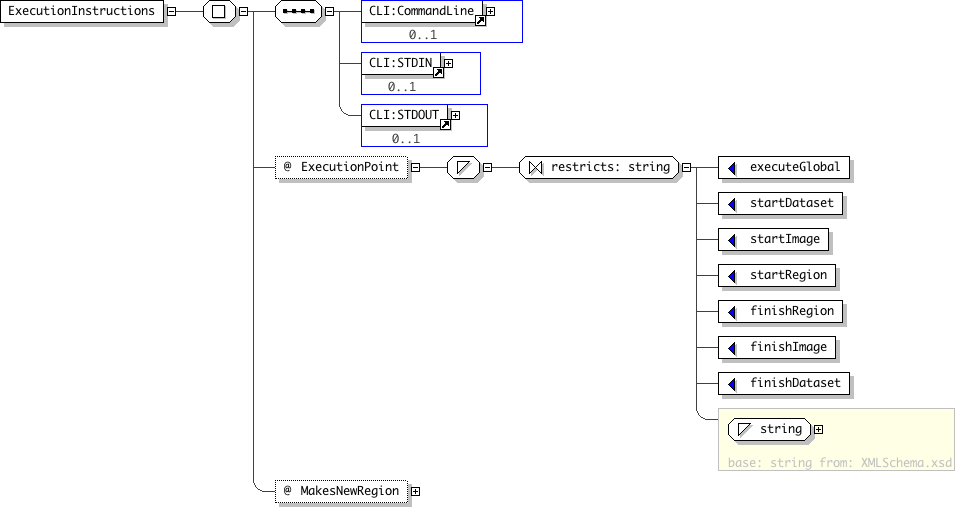 ExecutionInstructions
CLI:CommandLine
0..1
CLI:STDIN
0..1
CLI:STDOUT
0..1
@ ExecutionPoint
restricts: string
executeGlobal
startDataset
startImage
startRegion
finishRegion
finishImage
finishDataset
string
base: string from: XMLSchema.xsd
@ MakesNewRegion